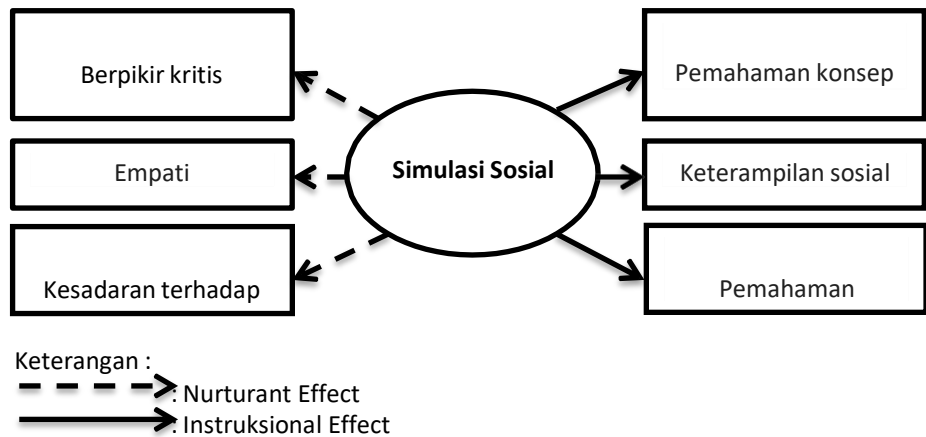 Berpikir kritis
Pemahaman konsep
Empati
Simulasi Sosial
Keterampilan sosial
Kesadaran terhadap
Pemahaman
Keterangan :
: Nurturant Effect
: Instruksional Effect